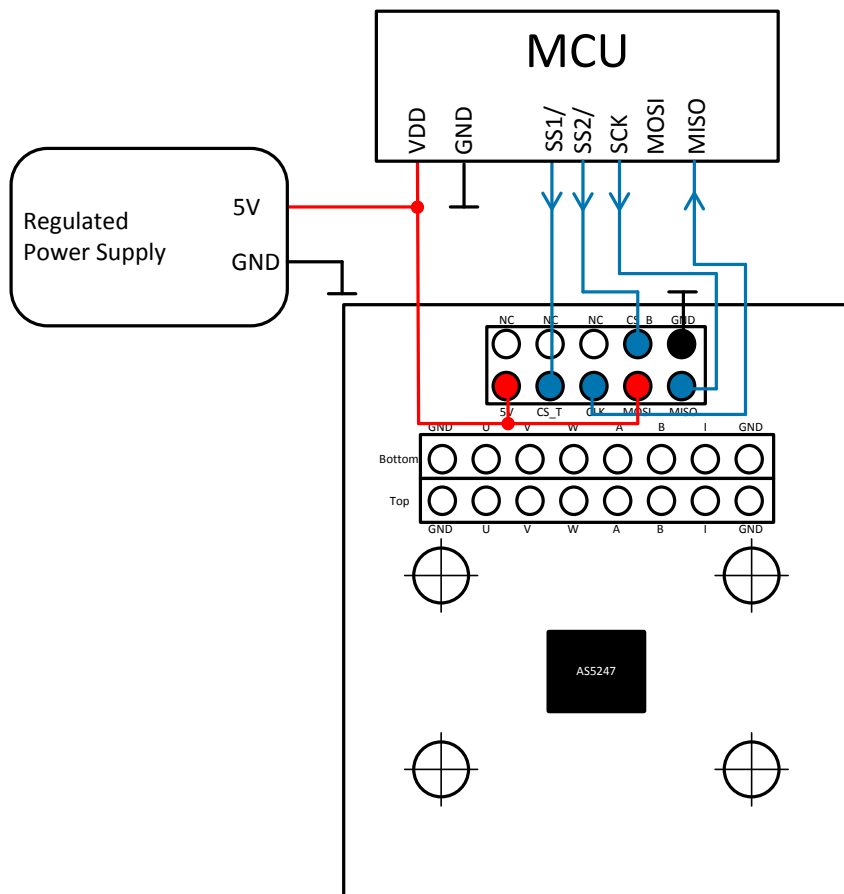 MCU
VDD GND SS1/ SS2/ SCK MOSI MISO
5V
Regulated
Power Supply
GND
NC NC NC CS_B GND
5V CS_T CLK MOSI MISO
GND U V W A B I GND
Bottom
Top
GND U V W A B I GND
AS5247